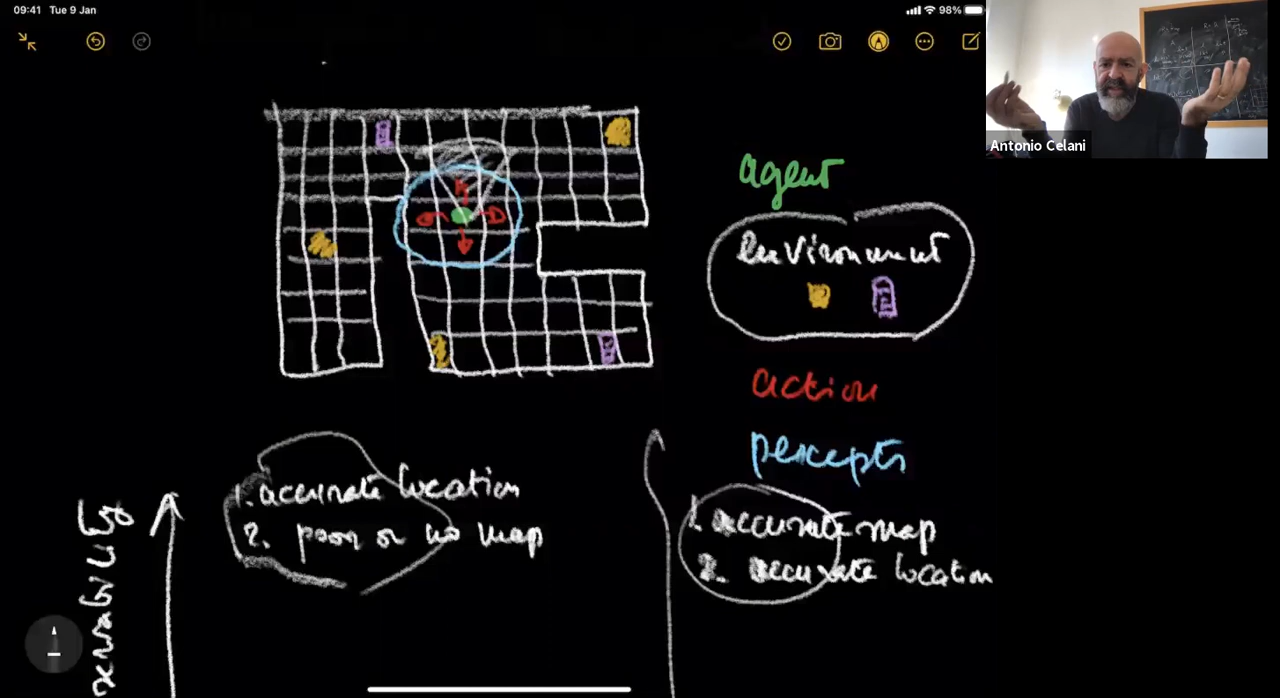 09:41 Tue 9 Jan
98%
Antonio Celani
agent
environment
action
percepts
1. accurate location
2. poor or no map
1. accurate map
2. accurate location